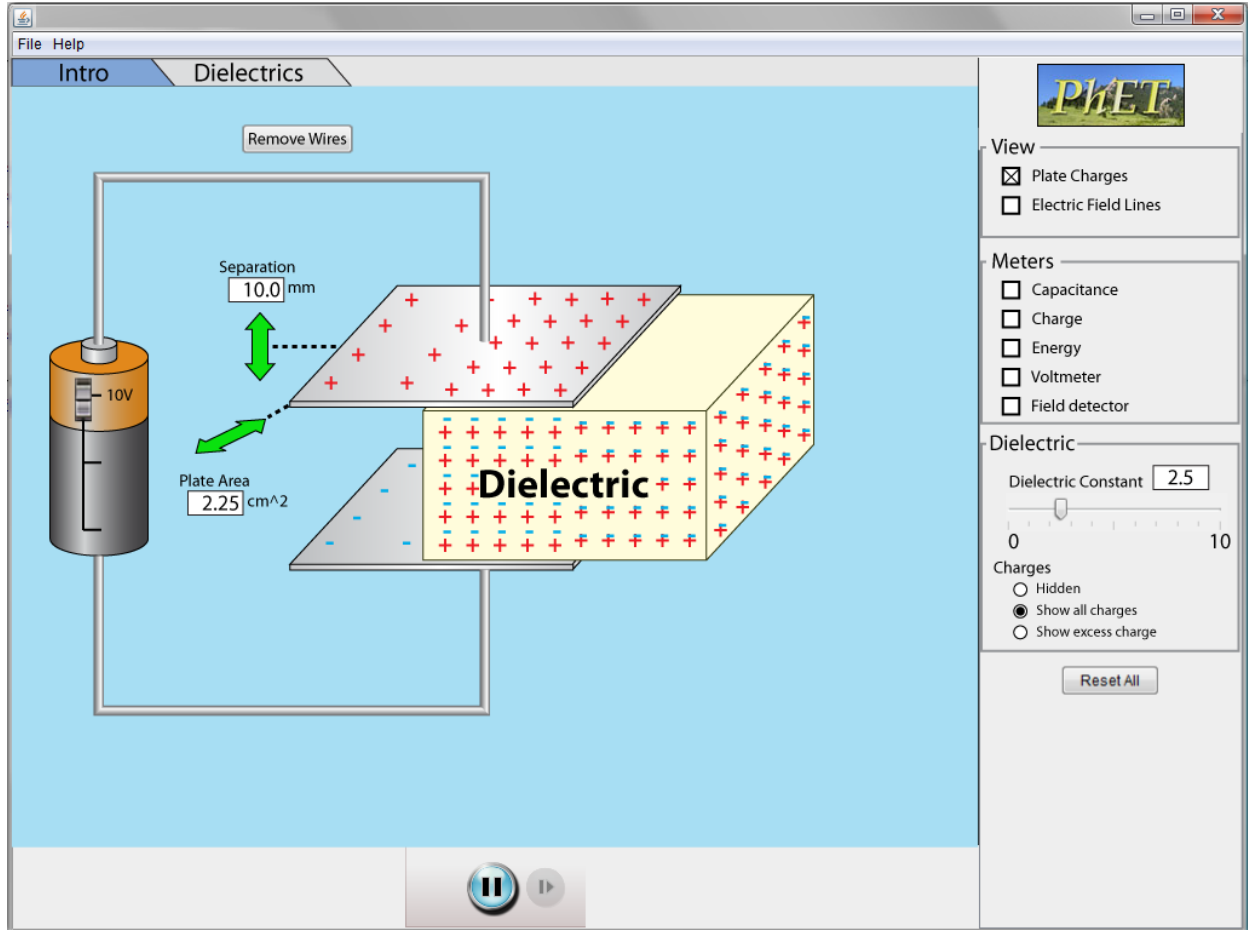 File Help
Intro
Dielectrics
PhET
Remove Wires
View
Plate Charges
Electric Field Lines
Separation
10.0 mm
Meters
Capacitance
Charge
Energy
Voltmeter
Field detector
10V
Plate Area
2.25 cm^2
Dielectric
Dielectric
Dielectric Constant 2.5
0 10
Charges
Hidden
Show all charges
Show excess charge
Reset All